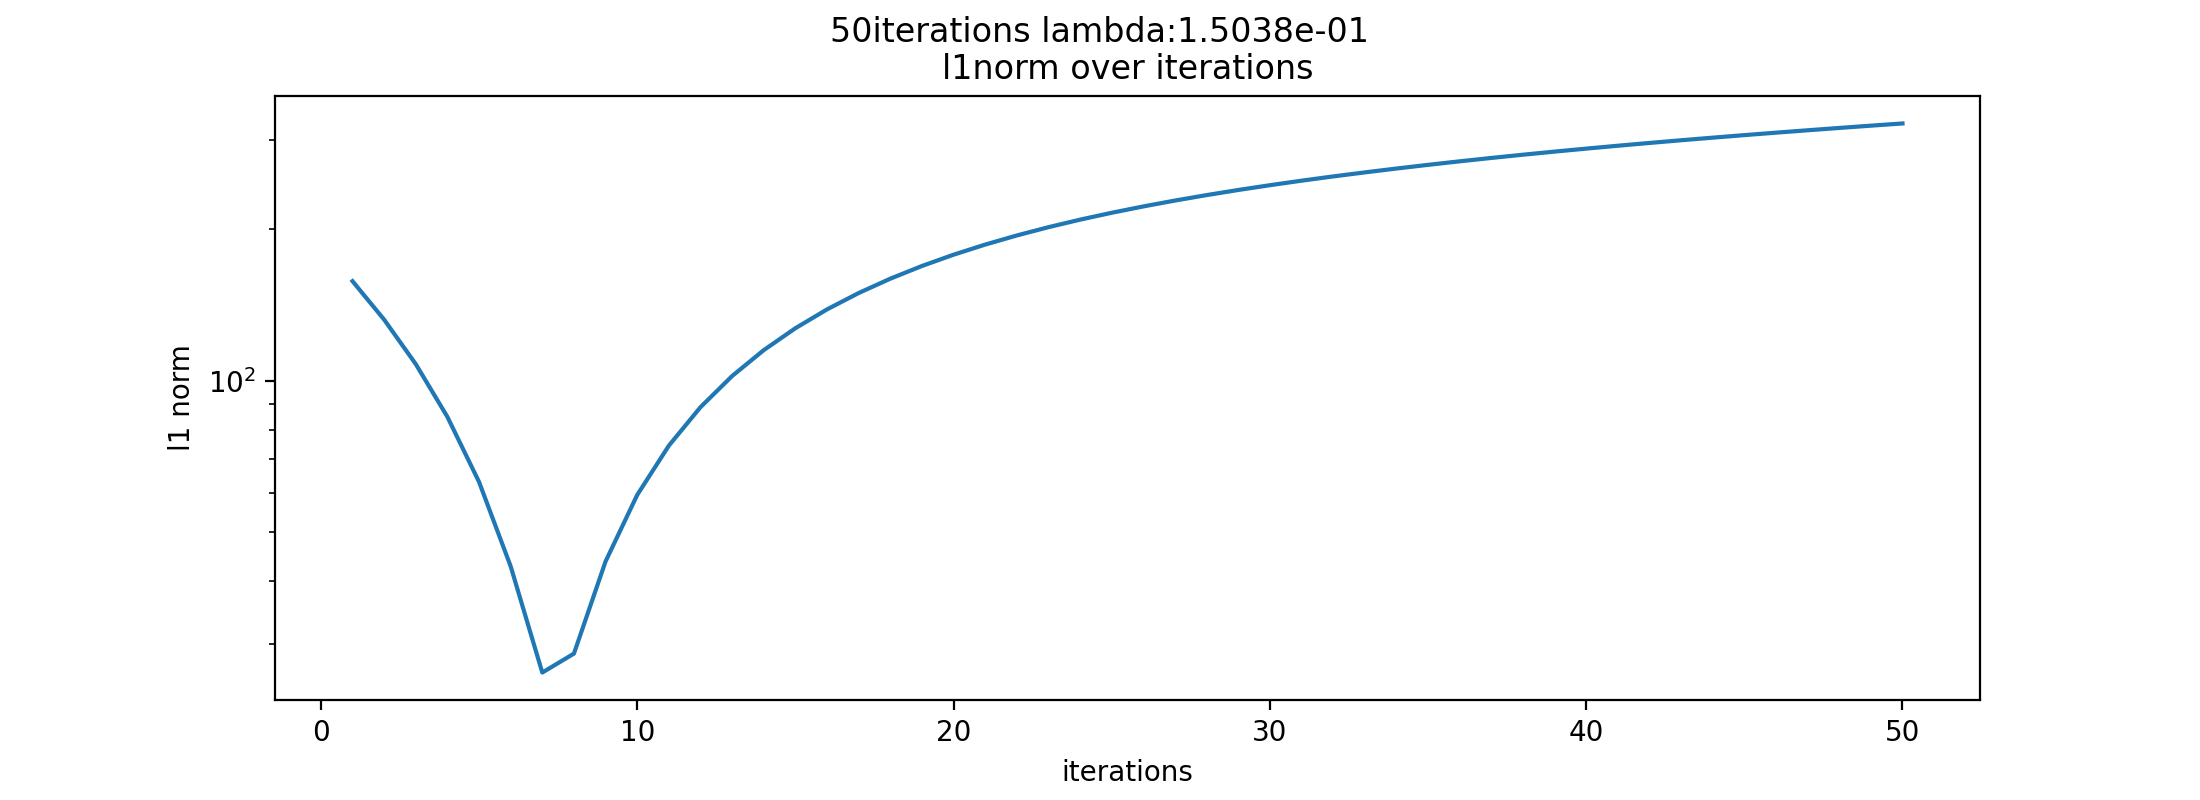 50iterations lambda:1.5038e-01
l1norm over iterations
l1 norm
10²
0 10 20 30 40 50
iterations